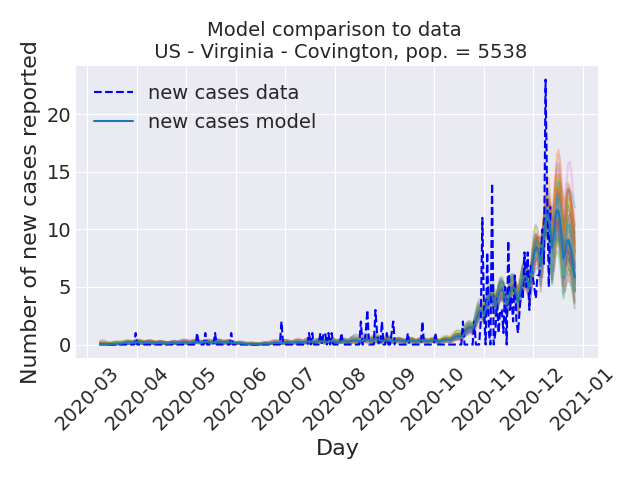 Model comparison to data
US - Virginia - Covington, pop. = 5538
Number of new cases reported
new cases data
new cases model
20
15
10
5
0
2020-03
2020-04
2020-05
2020-06
2020-07
2020-08
2020-09
2020-10
2020-11
2020-12
2021-01
Day